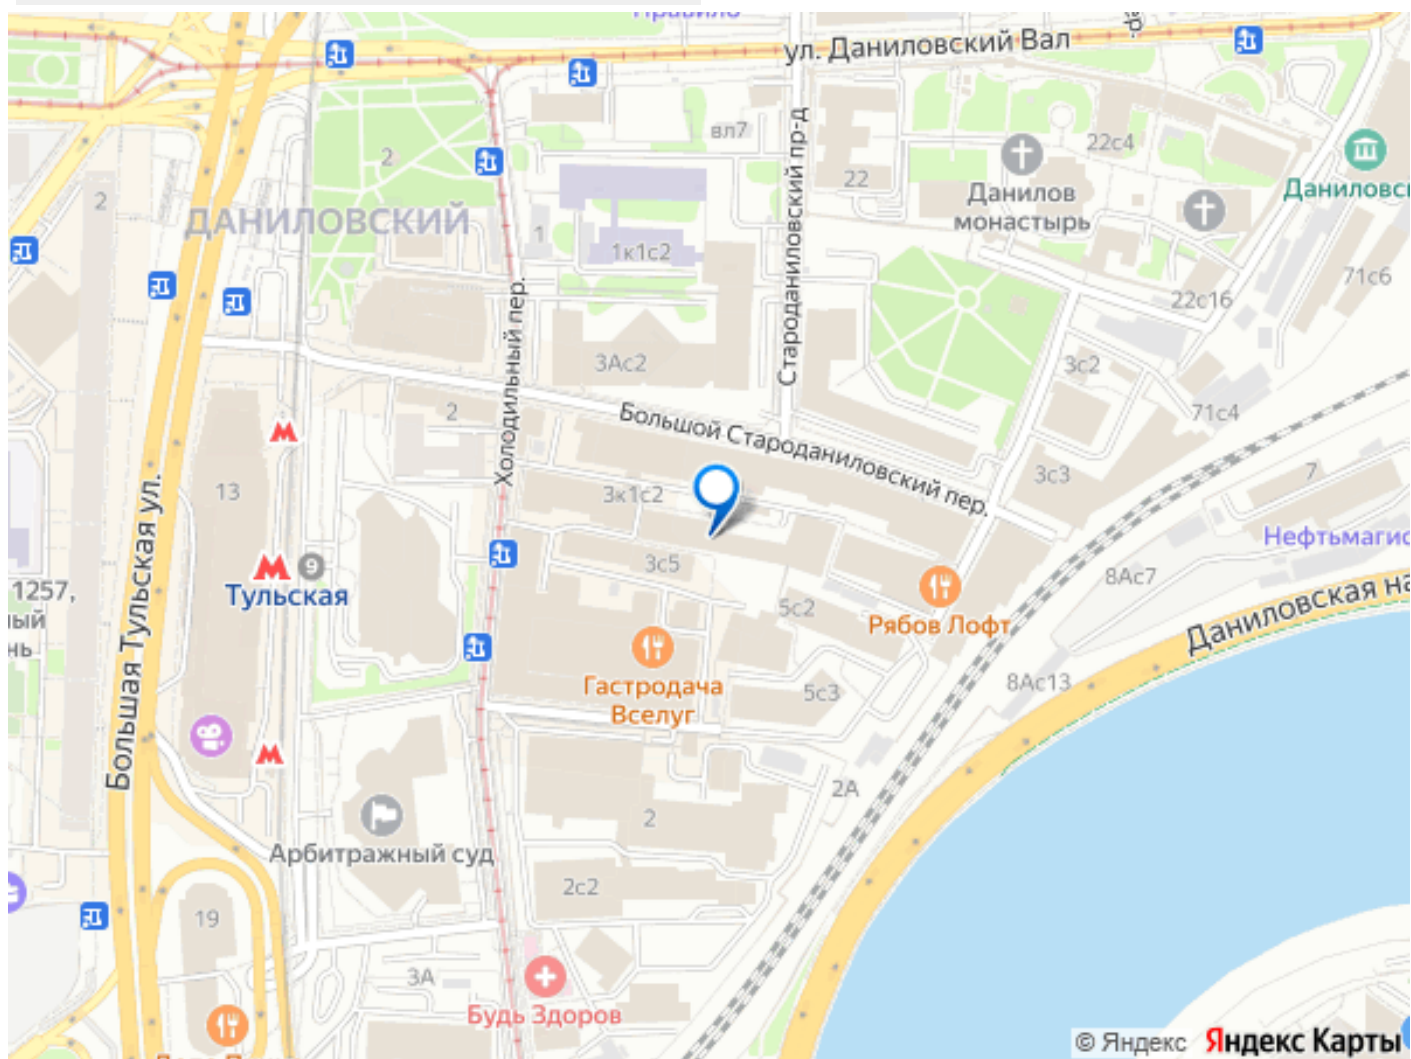 Правило
ул. Даниловский Вал
пер.
вл7
Староданиловский пр-д
22с4
2
2
22
Данилов
монастырь
Даниловс
ДАНИЛОВСКИЙ
1
1к1с2
71с6
22с16
Холодильный пер.
3Ас2
3с2
71с4
2
Большой Староданиловский пер.
3с3
7
13
3к1с2
Нефтьмагис
Большая Тульская ул.
9
Тульская
3с5
8Ас7
1257,
5с2
Рябов Лофт
Даниловская на
Гастродача
Вселуг
5с3
8Ас13
2А
2
Арбитражный суд
2с2
19
3А
Будь Здоров
© Яндекс Яндекс Карты